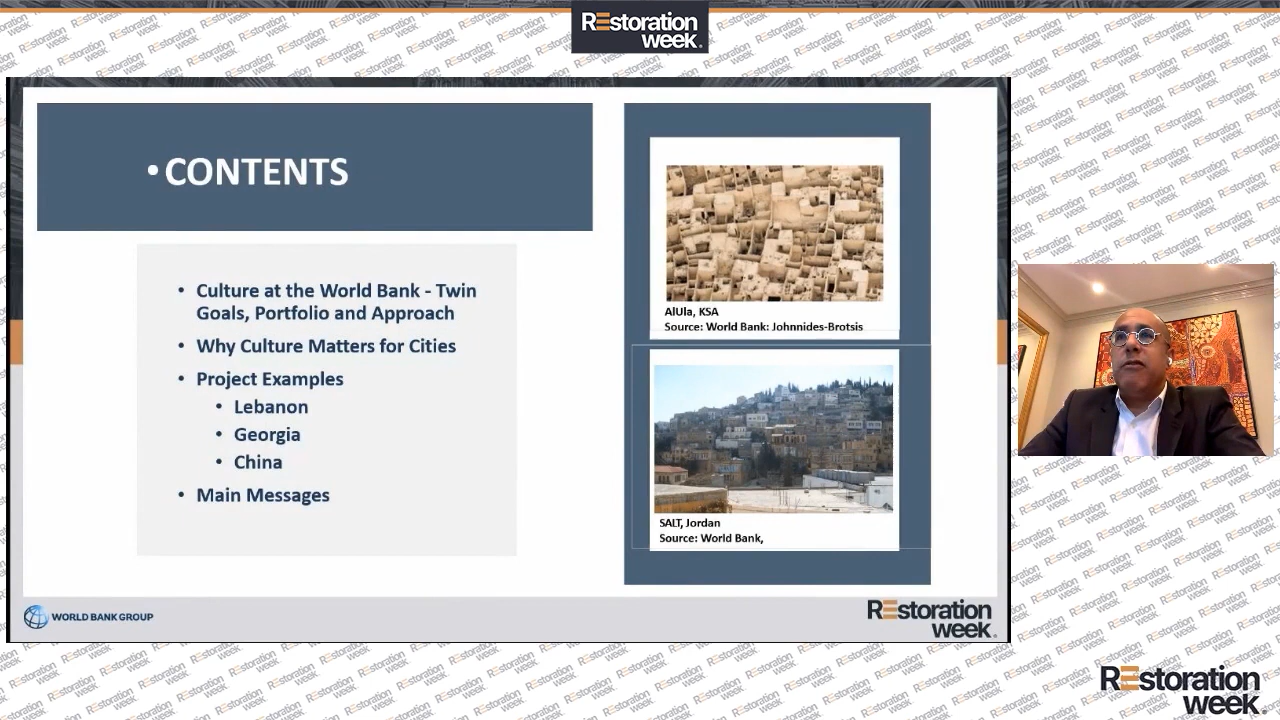 REstoration
week.
• CONTENTS
• Culture at the World Bank - Twin
Goals, Portfolio and Approach
• Why Culture Matters for Cities
• Project Examples
• Lebanon
• Georgia
• China
• Main Messages
AlUla, KSA
Source: World Bank: Johnnides-Brotsis
SALT, Jordan
Source: World Bank,
WORLD BANK GROUP
REstoration
week.
REstoration
week.